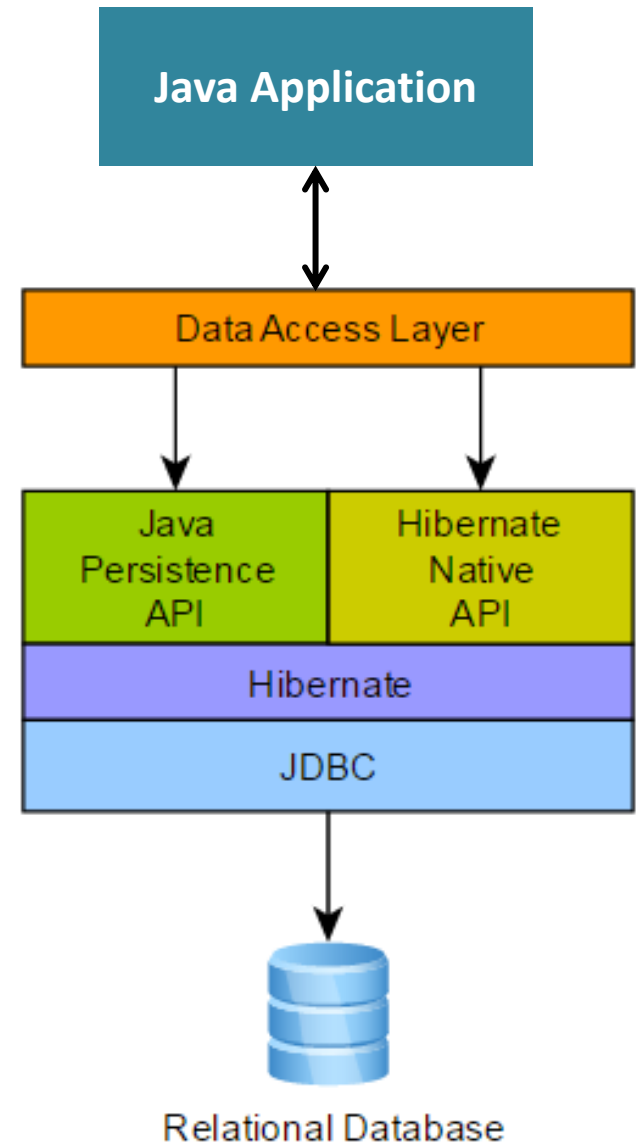 Java Application
Data Access Layer
Java
Persistence
API
Hibernate
Native
API
Hibernate
JDBC
Relational Database